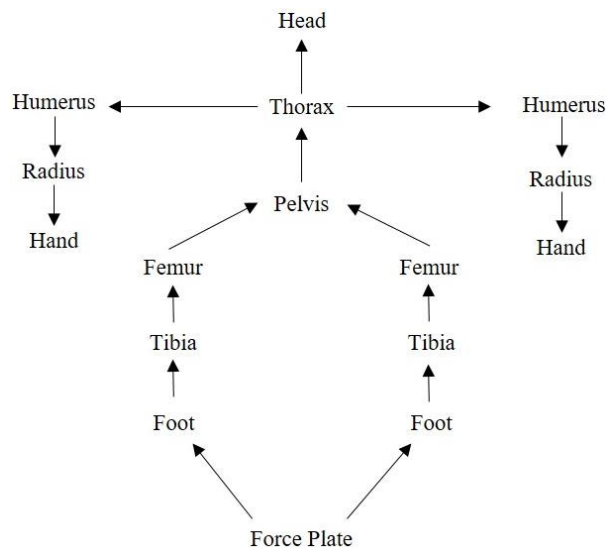 Head
Humerus
Thorax
Humerus
Radius
Radius
Pelvis
Hand
Hand
Femur
Femur
Tibia
Tibia
Foot
Foot
Force Plate